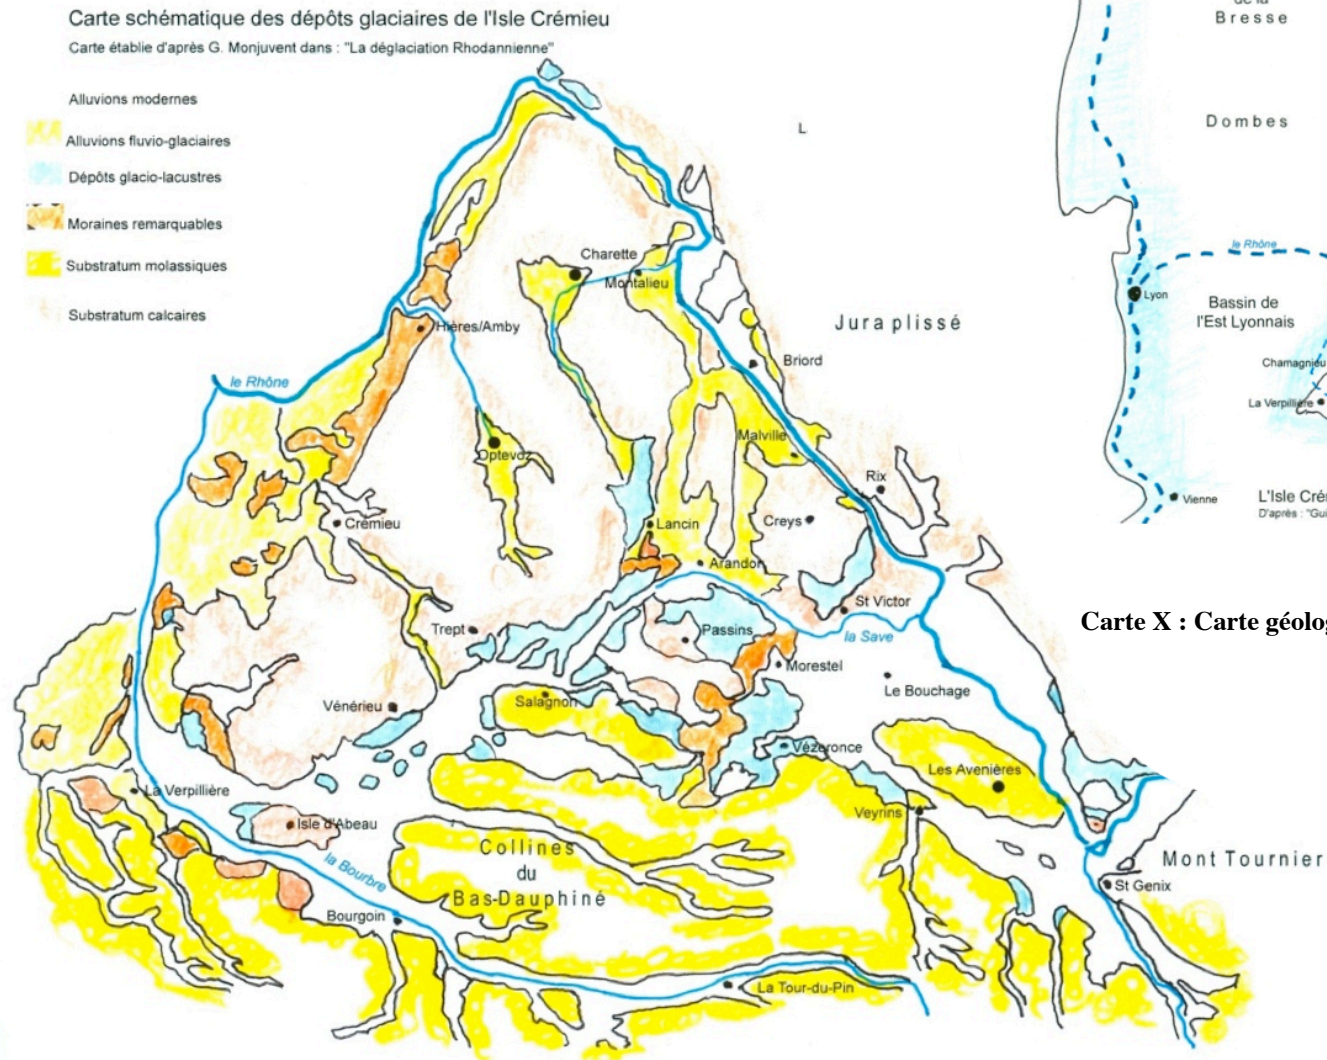 Carte schématique des dépôts glaciaires de l'Isle Crémieu
Carte établie d'après G. Monjuvent dans : "La déglaciation Rhodannienne"
Alluvions modernes
Alluvions fluvio-glaciaires
Dépôts glacio-lacustres
Moraines remarquables
Substratum molassiques
Substratum calcaires
L
Charette
Montalieu
Hières/Amby
le Rhône
Jura plissé
Briord
Optevoz
Malville
Rix
Crémieu
Lancin
Creys
Arandon
St Victor
Trept
Passins
la Save
Morestel
Le Bouchage
Vénérieu
Salagnon
Vézeronce
Les Avenières
La Verpillière
Veyrins
Isle d'Abeau
Collines
du
Bas-Dauphiné
la Bourbre
Mont Tournier
St Genix
Bourgoin
La Tour-du-Pin
de la
Bresse
Dombes
le Rhône
Lyon
Bassin de
l'Est Lyonnais
Chamagnieu
La Verpillière
Vienne
L'Isle Cré
D'après : "Gui
Carte X : Carte géolog